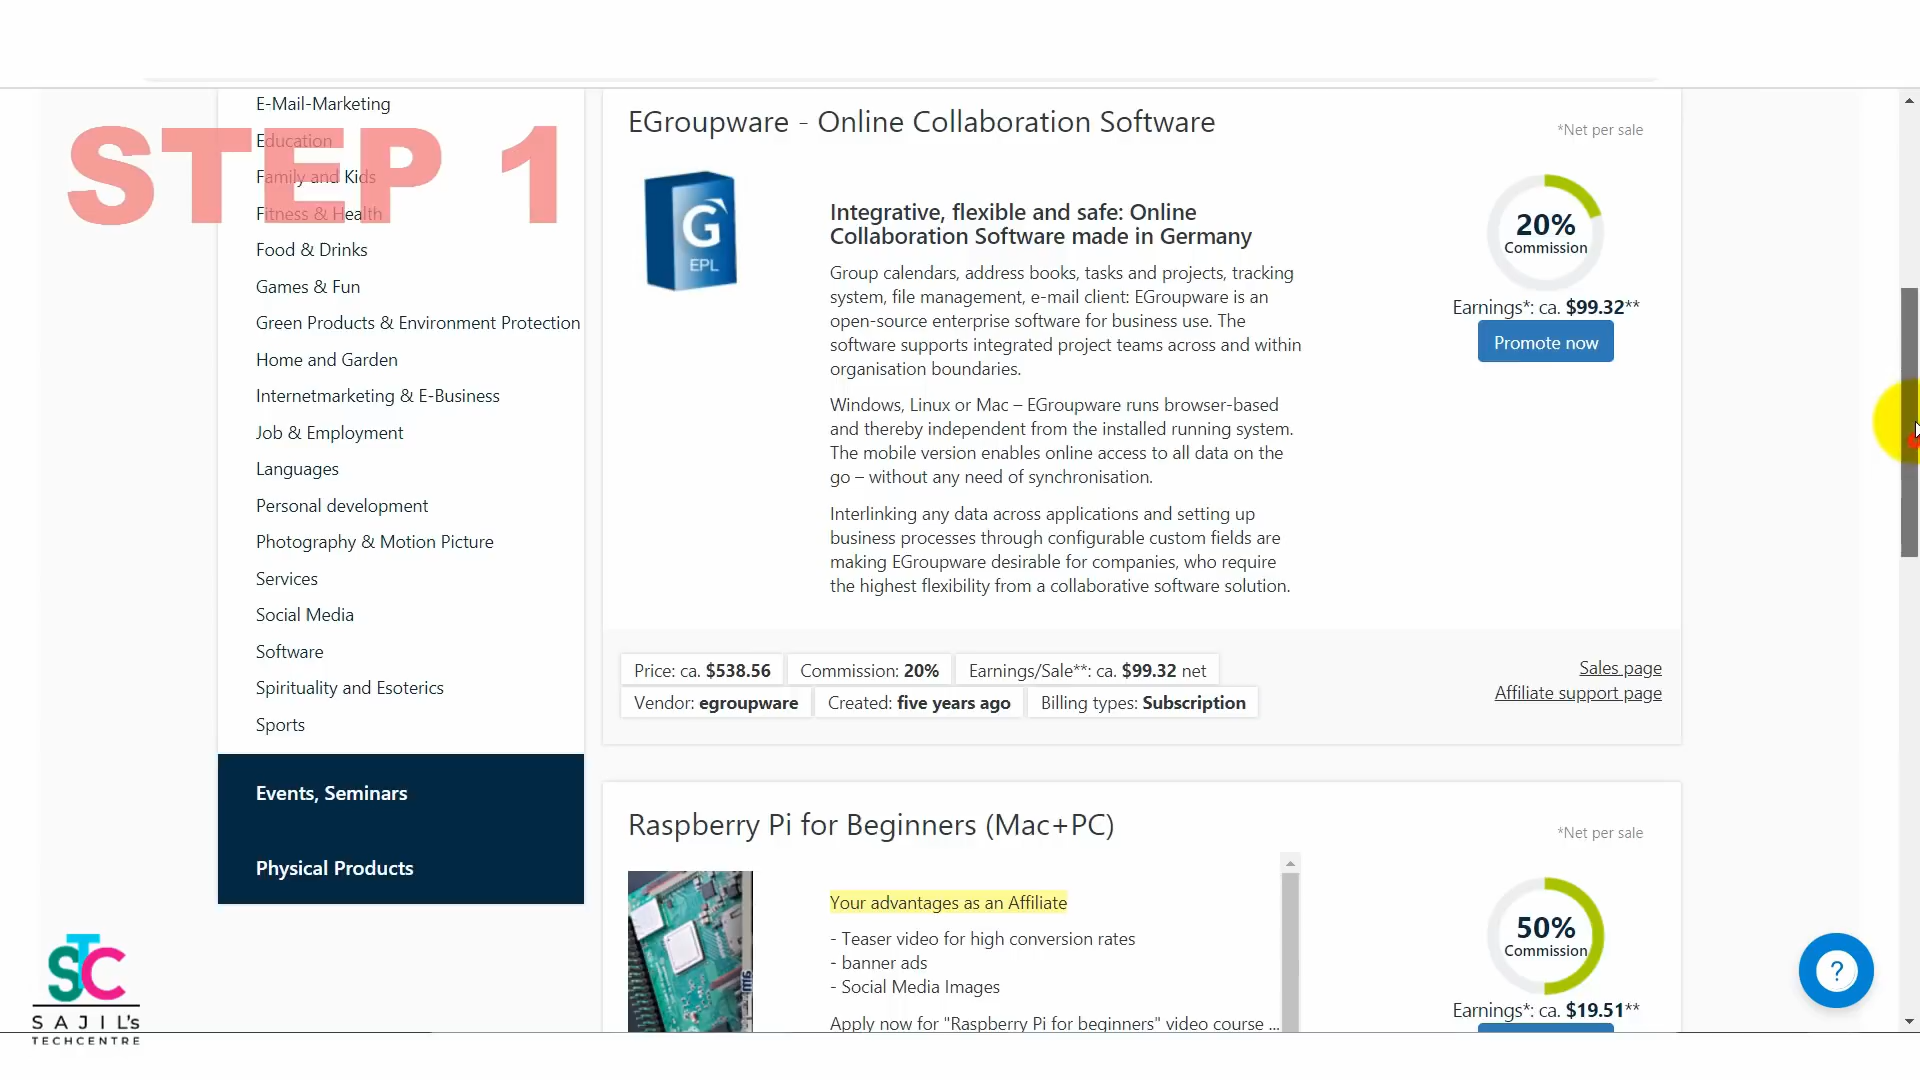 STEP 1
E-Mail-Marketing
Education
Family and Kids
Fitness & Health
Food & Drinks
Games & Fun
Green Products & Environment Protection
Home and Garden
Internetmarketing & E-Business
Job & Employment
Languages
Personal development
Photography & Motion Picture
Services
Social Media
Software
Spirituality and Esoterics
Sports
Events, Seminars
Physical Products
EGroupware - Online Collaboration Software
*Net per sale
G
EPL
Integrative, flexible and safe: Online
Collaboration Software made in Germany
Group calendars, address books, tasks and projects, tracking
system, file management, e-mail client: EGroupware is an
open-source enterprise software for business use. The
software supports integrated project teams across and within
organisation boundaries.
Windows, Linux or Mac – EGroupware runs browser-based
and thereby independent from the installed running system.
The mobile version enables online access to all data on the
go – without any need of synchronisation.
Interlinking any data across applications and setting up
business processes through configurable custom fields are
making EGroupware desirable for companies, who require
the highest flexibility from a collaborative software solution.
20%
Commission
Earnings*: ca. $99.32**
Promote now
Price: ca. $538.56 Commission: 20% Earnings/Sale**: ca. $99.32 net
Vendor: egroupware Created: five years ago Billing types: Subscription
Sales page
Affiliate support page
Raspberry Pi for Beginners (Mac+PC)
*Net per sale
Your advantages as an Affiliate
- Teaser video for high conversion rates
- banner ads
- Social Media Images
Apply now for "Raspberry Pi for beginners" video course ...
50%
Commission
Earnings*: ca. $19.51**
?
STC
SAJIL's
TECHCENTRE